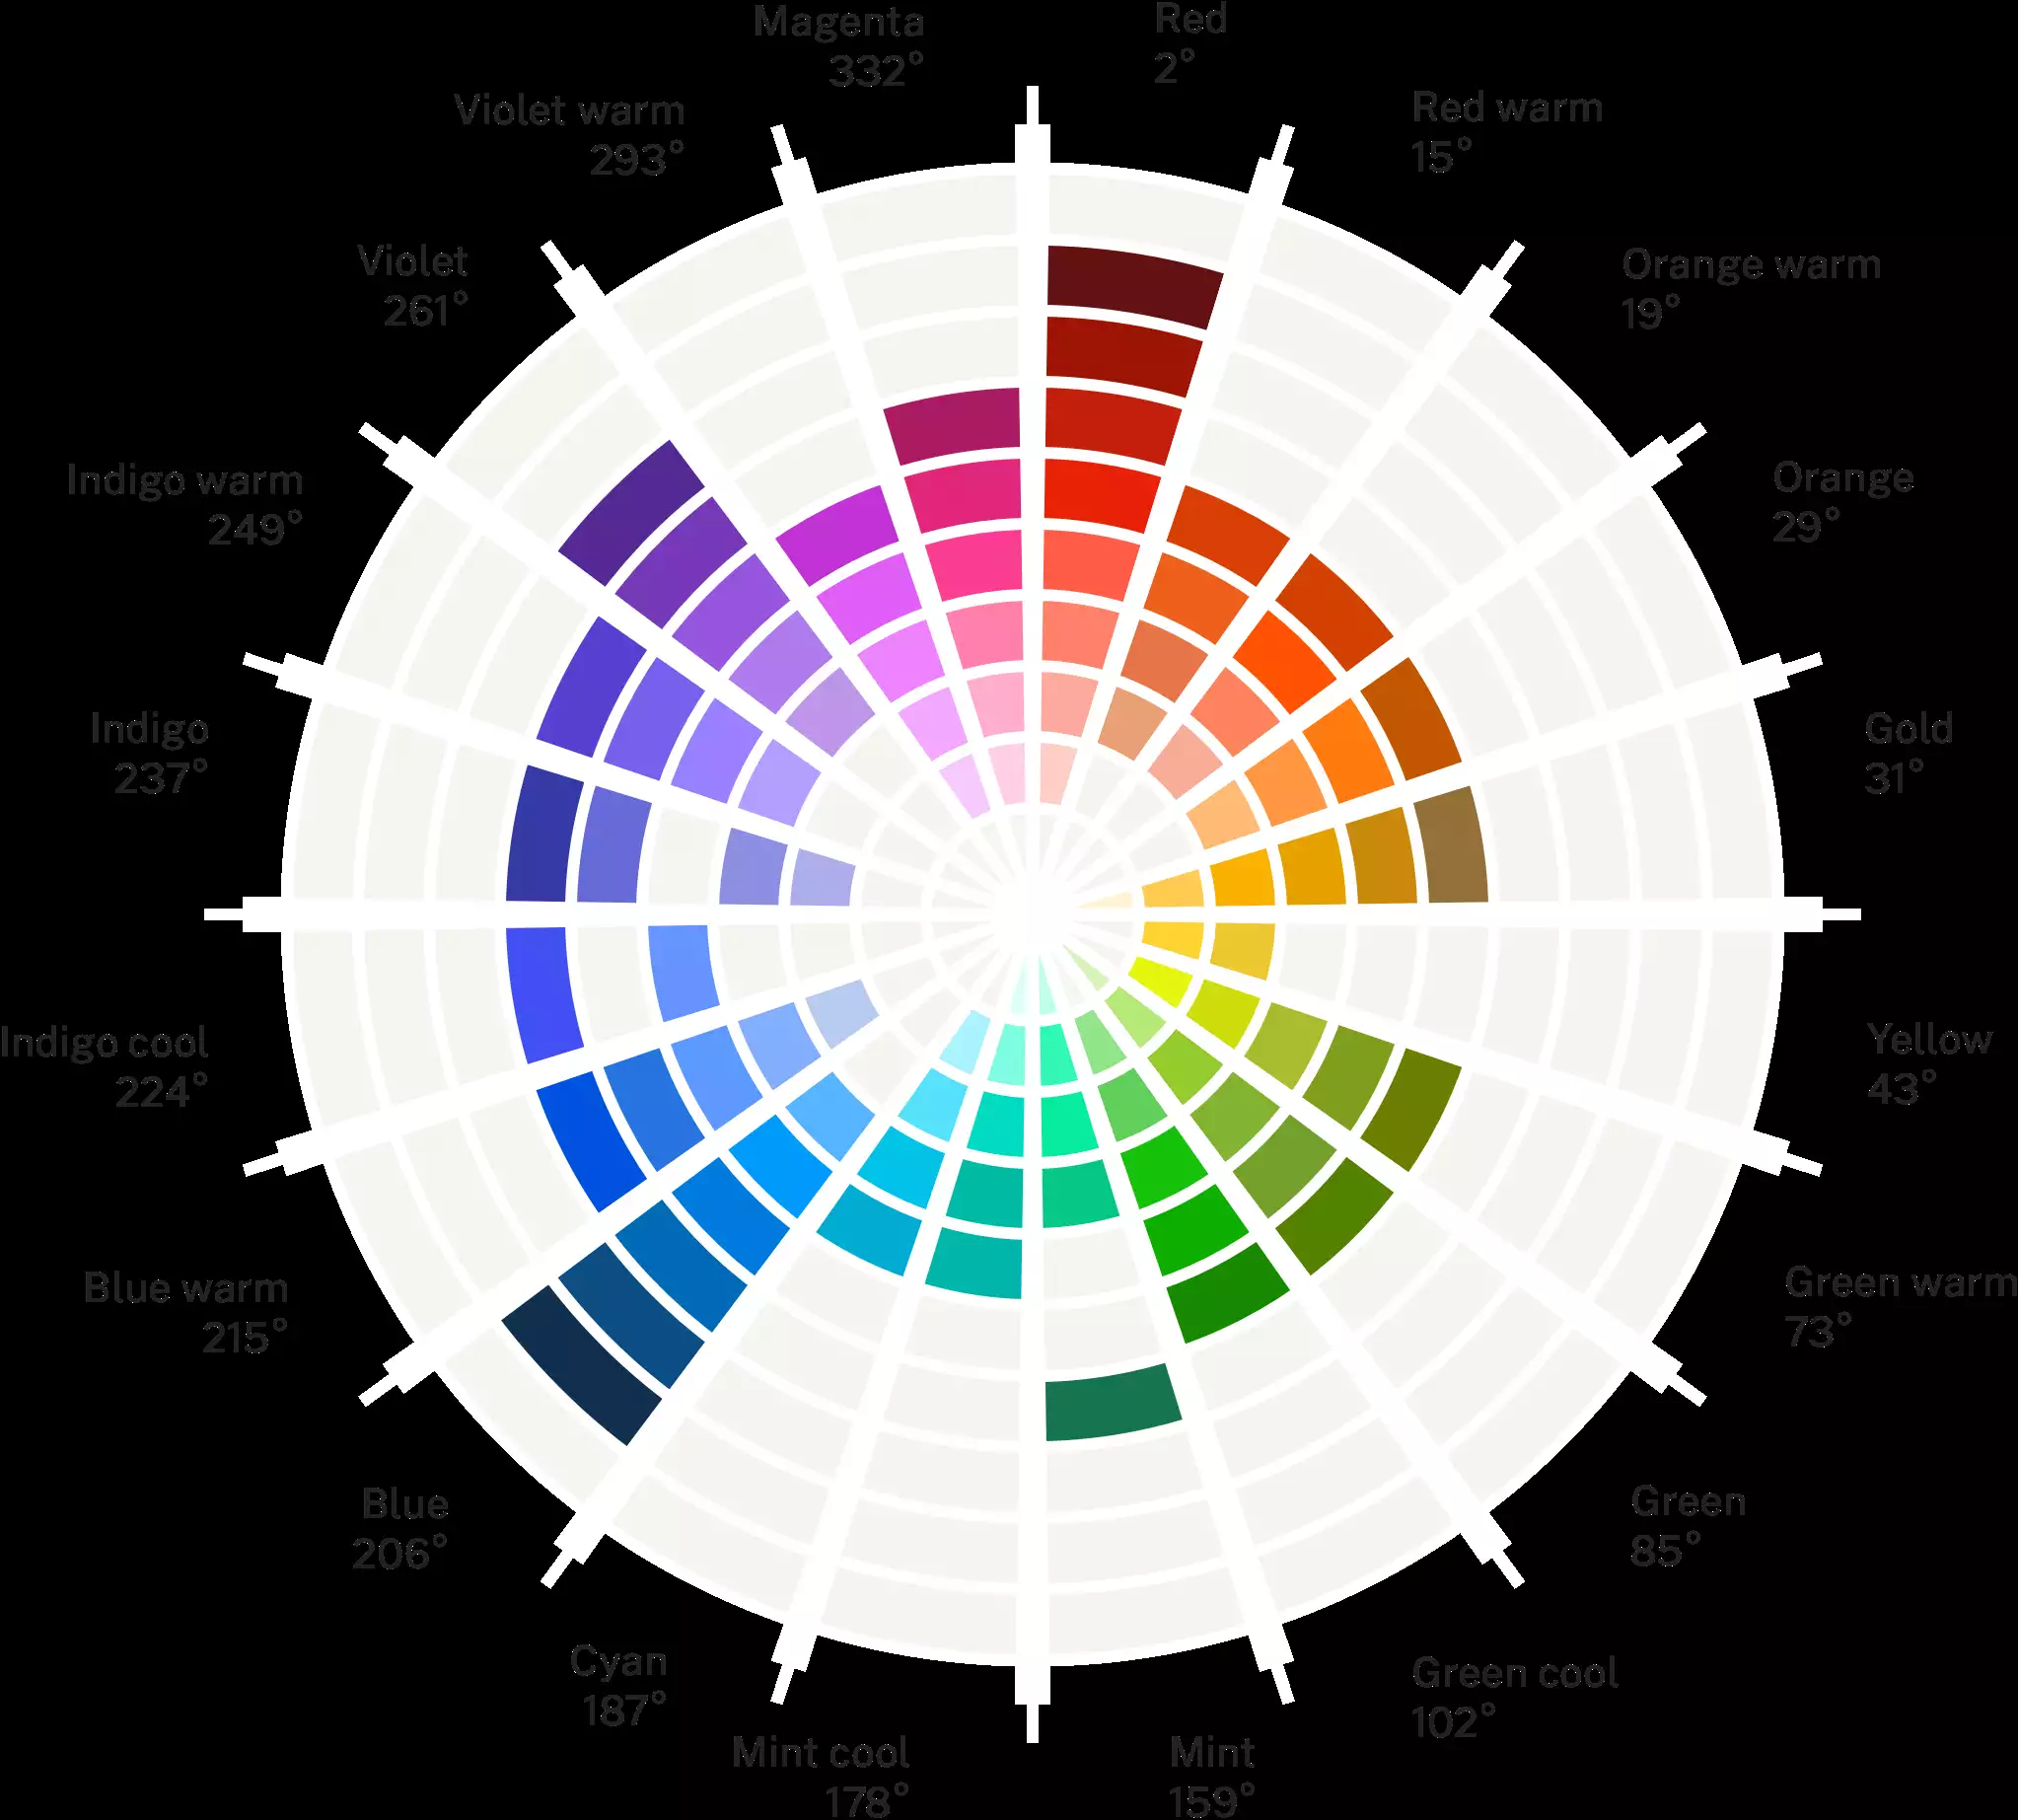 Magenta
332°
Red
2°
Red warm
15°
Orange warm
19°
Orange
29°
Gold
31°
Yellow
43°
Green warm
73°
Green
85°
Green cool
102°
Mint
159°
Mint cool
178°
Cyan
187°
Blue
206°
Blue warm
215°
Indigo cool
224°
Indigo
237°
Indigo warm
249°
Violet
261°
Violet warm
293°